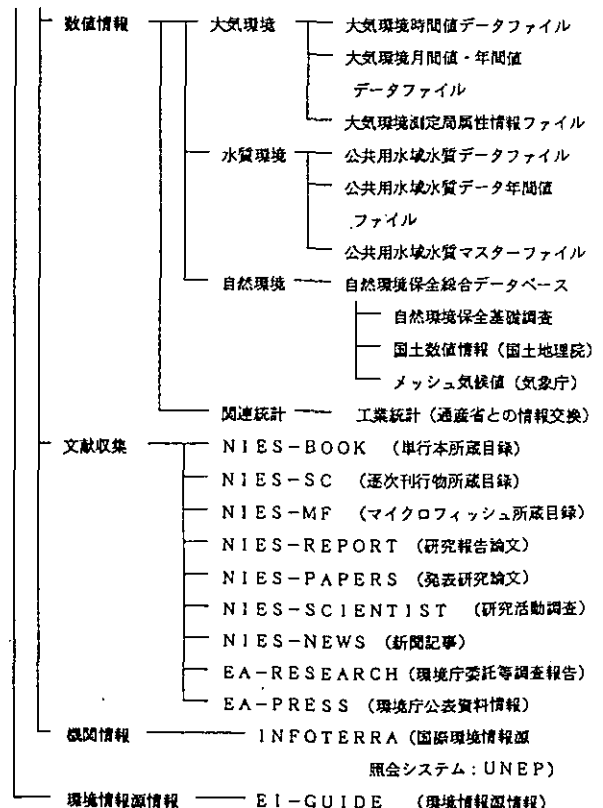 数値情報 大気環境 大気環境時間値データファイル
大気環境月間値・年間値
データファイル
大気環境測定局属性情報ファイル
水質環境 公共用水域水質データファイル
公共用水域水質データ年間値
ファイル
公共用水域水質マスターファイル
自然環境 自然環境保全総合データベース
自然環境保全基礎調査
国土数値情報（国土地理院）
メッシュ気候値（気象庁）
関連統計 工業統計（通産省との情報交換）
文献収集 ＮＩＥＳ－ＢＯＯＫ （単行本所蔵目録）
ＮＩＥＳ－ＳＣ （逐次刊行物所蔵目録）
ＮＩＥＳ－ＭＦ （マイクロフィッシュ所蔵目録）
ＮＩＥＳ－ＲＥＰＯＲＴ （研究報告論文）
ＮＩＥＳ－ＰＡＰＥＲＳ （発表研究論文）
ＮＩＥＳ－ＳＣＩＥＮＴＩＳＴ （研究活動調査）
ＮＩＥＳ－ＮＥＷＳ （新聞記事）
ＥＡ－ＲＥＳＥＡＲＣＨ（環境庁委託等調査報告）
ＥＡ－ＰＲＥＳＳ （環境庁公表資料情報）
機関情報 ＩＮＦＯＴＥＲＲＡ（国際環境情報源
照会システム：ＵＮＥＰ）
環境情報源情報 ＥＩ－ＧＵＩＤＥ （環境情報源情報）